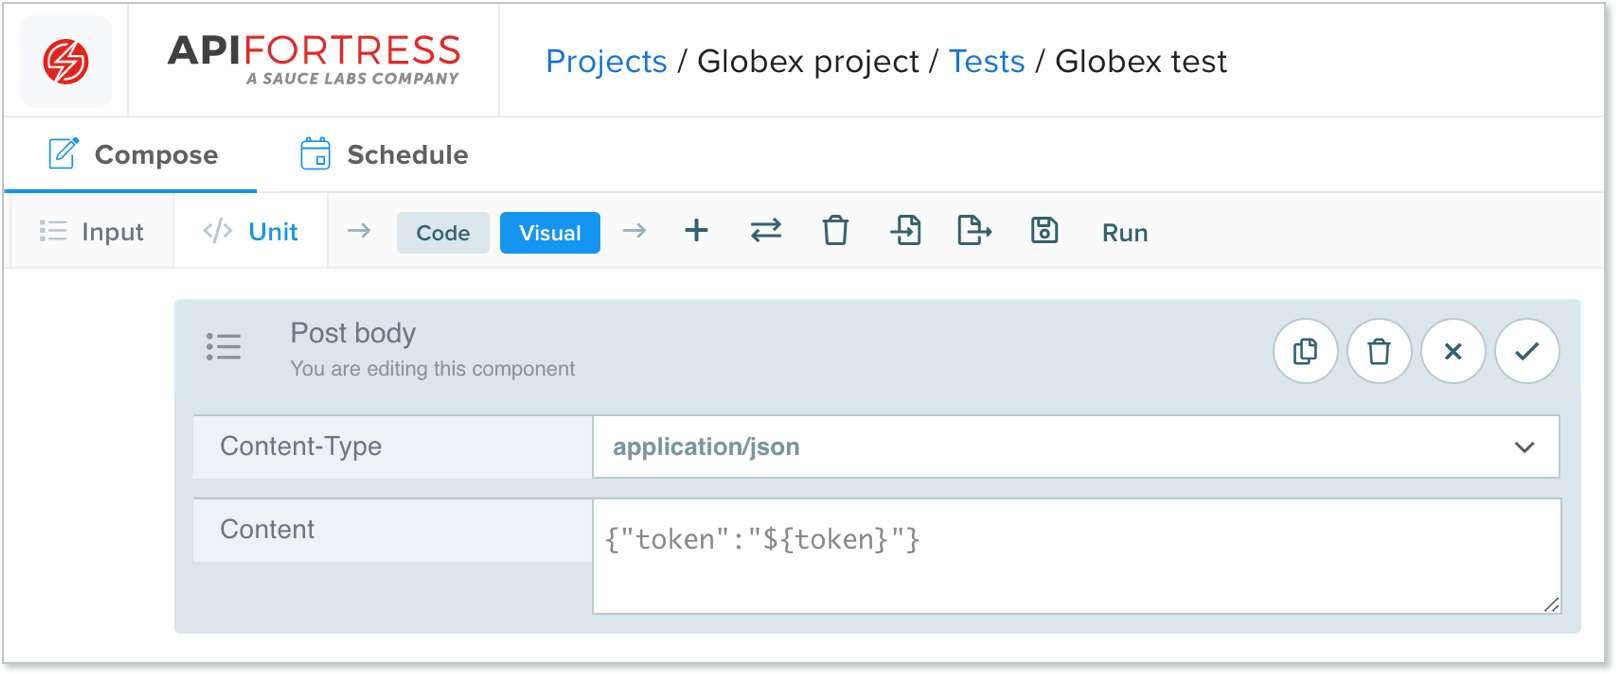 APIFORTRESS
A SAUCE LABS COMPANY
Projects / Globex project / Tests / Globex test
Compose Schedule
Input </> Unit Code Visual Run
Post body
You are editing this component
Content-Type application/json
Content {"token":"${token}"}